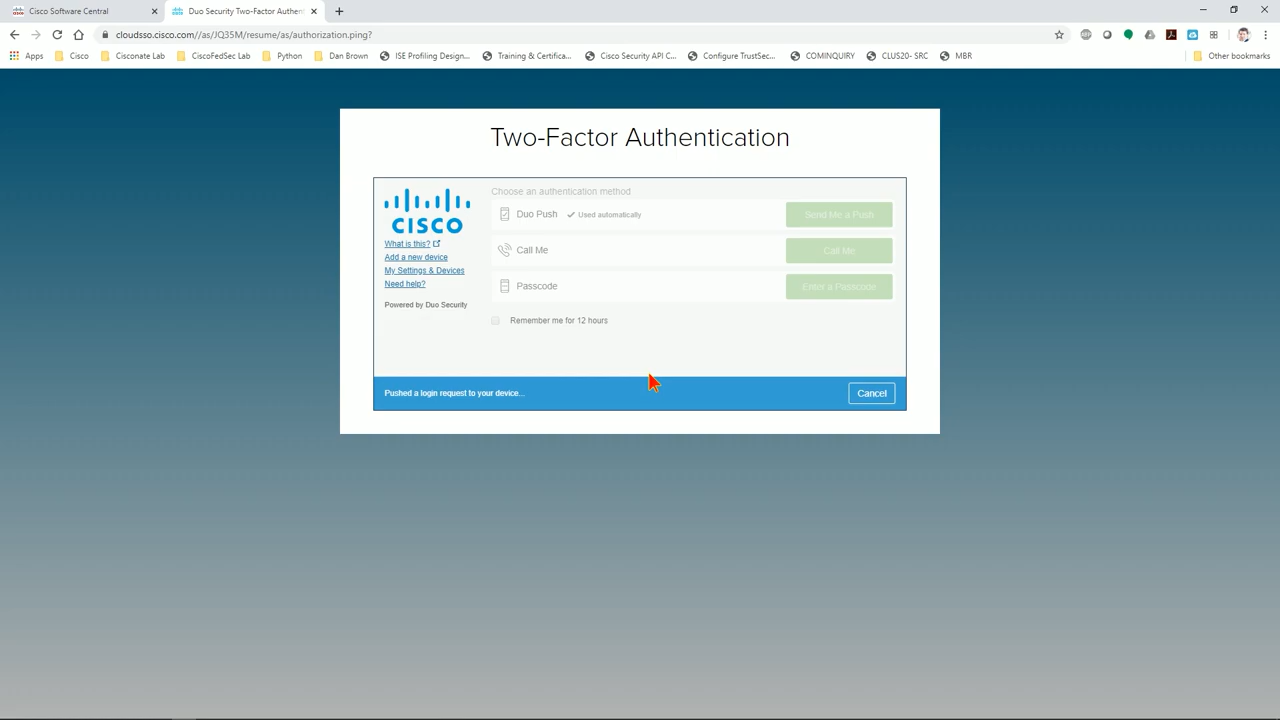 Cisco Software Central
Duo Security Two-Factor Authen
cloudsso.cisco.com//as/JQ35M/resume/as/authorization.ping?
Apps Cisco Cisconate Lab CiscoFedSec Lab Python Dan Brown ISE Profiling Design... Training & Certifica... Cisco Security API C... Configure TrustSec... COMINQUIRY CLUS20- SRC MBR Other bookmarks
Two-Factor Authentication
CISCO
What is this?
Add a new device
My Settings & Devices
Need help?
Powered by Duo Security
Choose an authentication method
Duo Push Used automatically Send Me a Push
Call Me Call Me
Passcode Enter a Passcode
Remember me for 12 hours
Pushed a login request to your device... Cancel